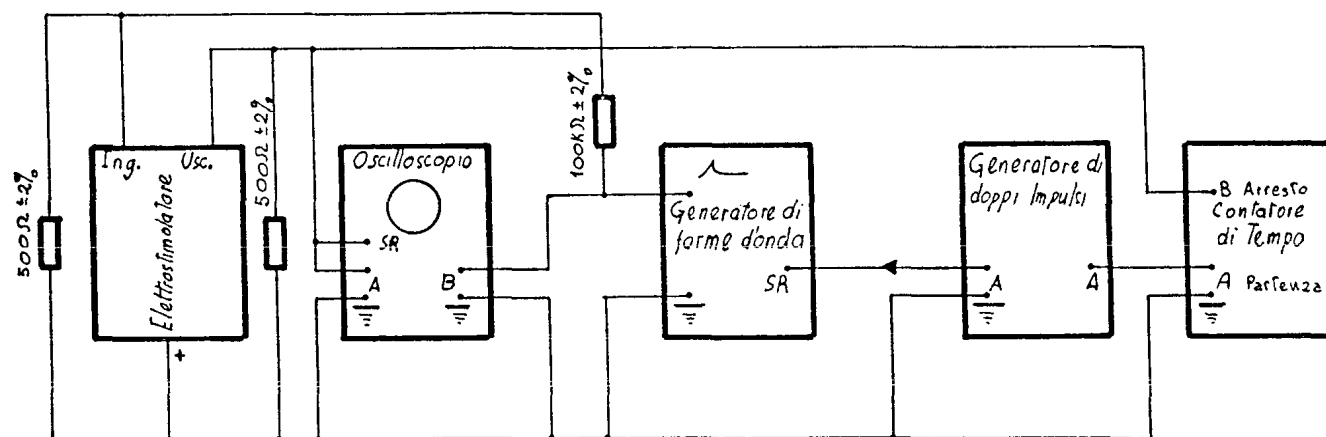 500Ω ± 2%
Ing. Usc.
Elettrostimolatore
+
500Ω ± 2%
Oscilloscopio
SR
A
B
100KΩ ± 2%
Generatore di
forme d'onda
SR
Generatore di
doppi Impulsi
A
A
B Arresto
Contatore
di Tempo
A Partenza